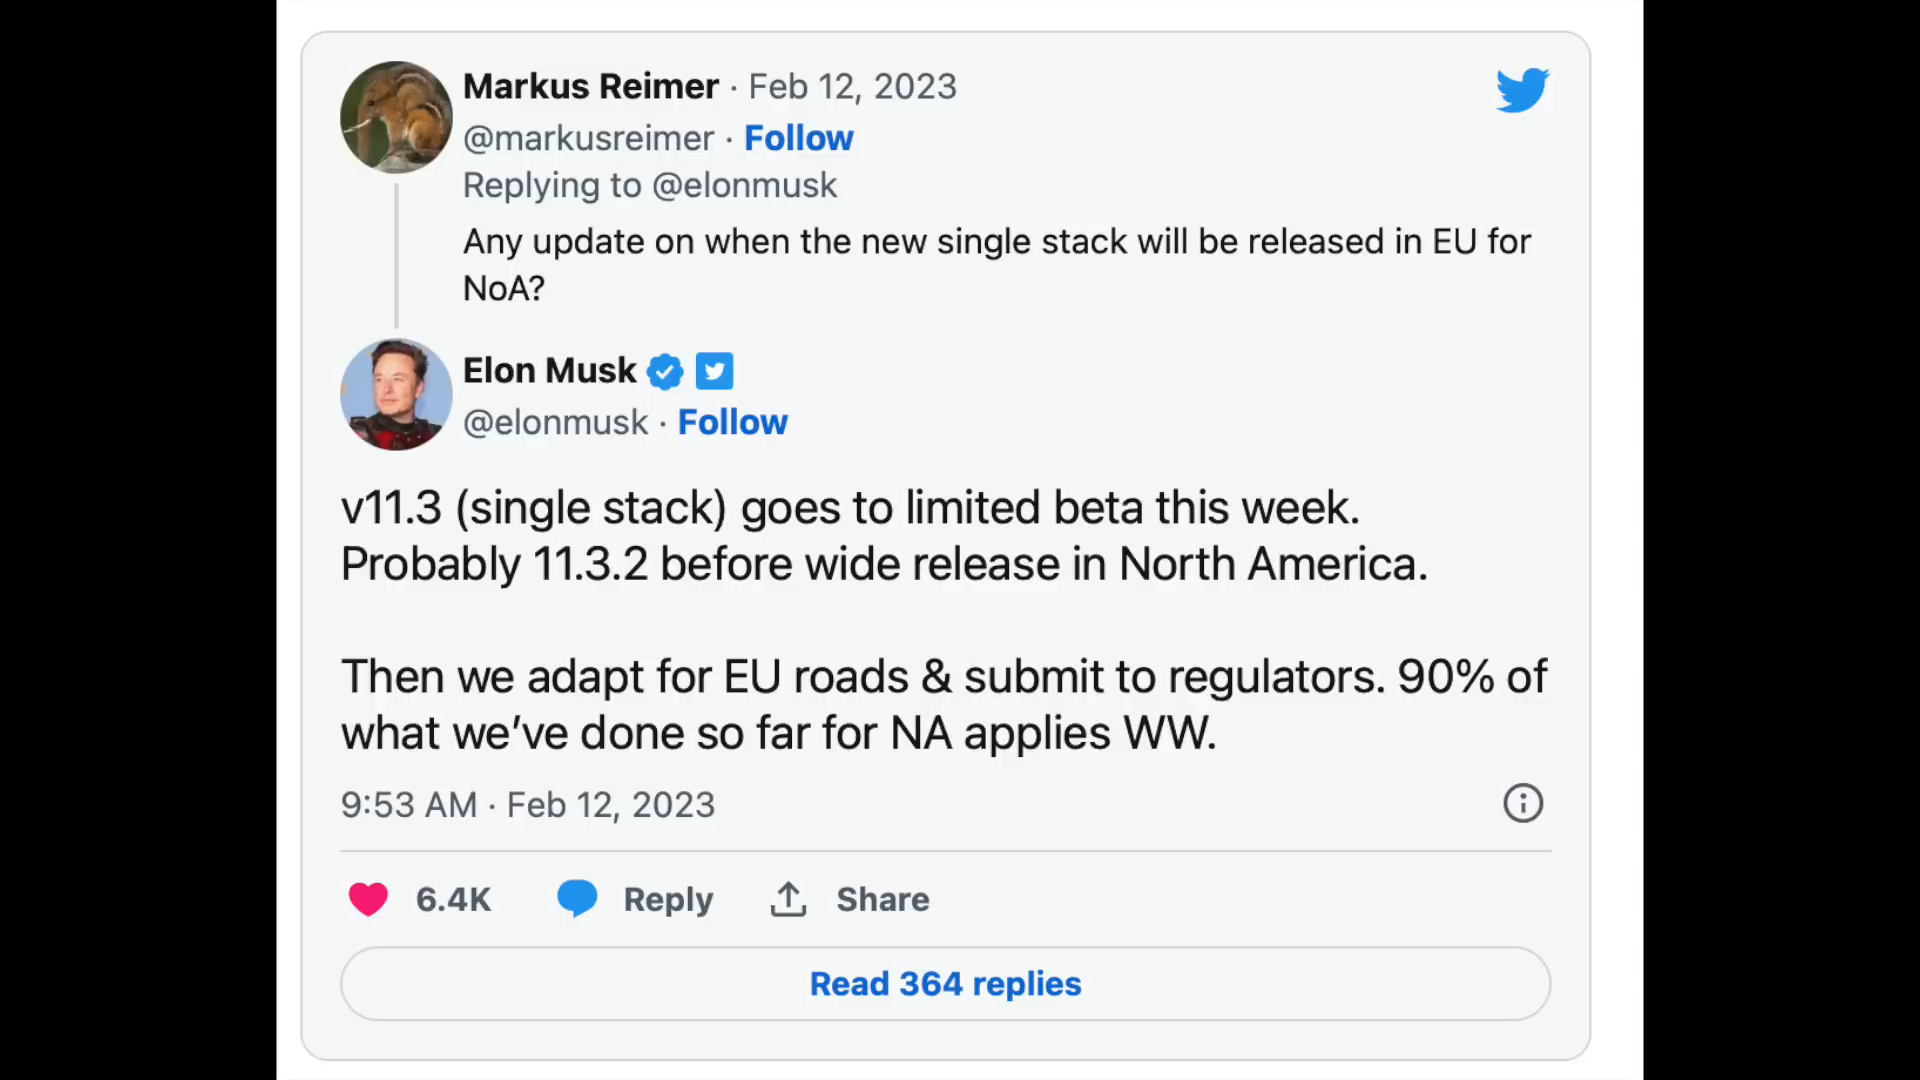 Markus Reimer · Feb 12, 2023
@markusreimer · Follow
Replying to @elonmusk
Any update on when the new single stack will be released in EU for
NoA?
Elon Musk
@elonmusk · Follow
v11.3 (single stack) goes to limited beta this week.
Probably 11.3.2 before wide release in North America.
Then we adapt for EU roads & submit to regulators. 90% of
what we’ve done so far for NA applies WW.
9:53 AM · Feb 12, 2023
6.4K Reply Share
Read 364 replies